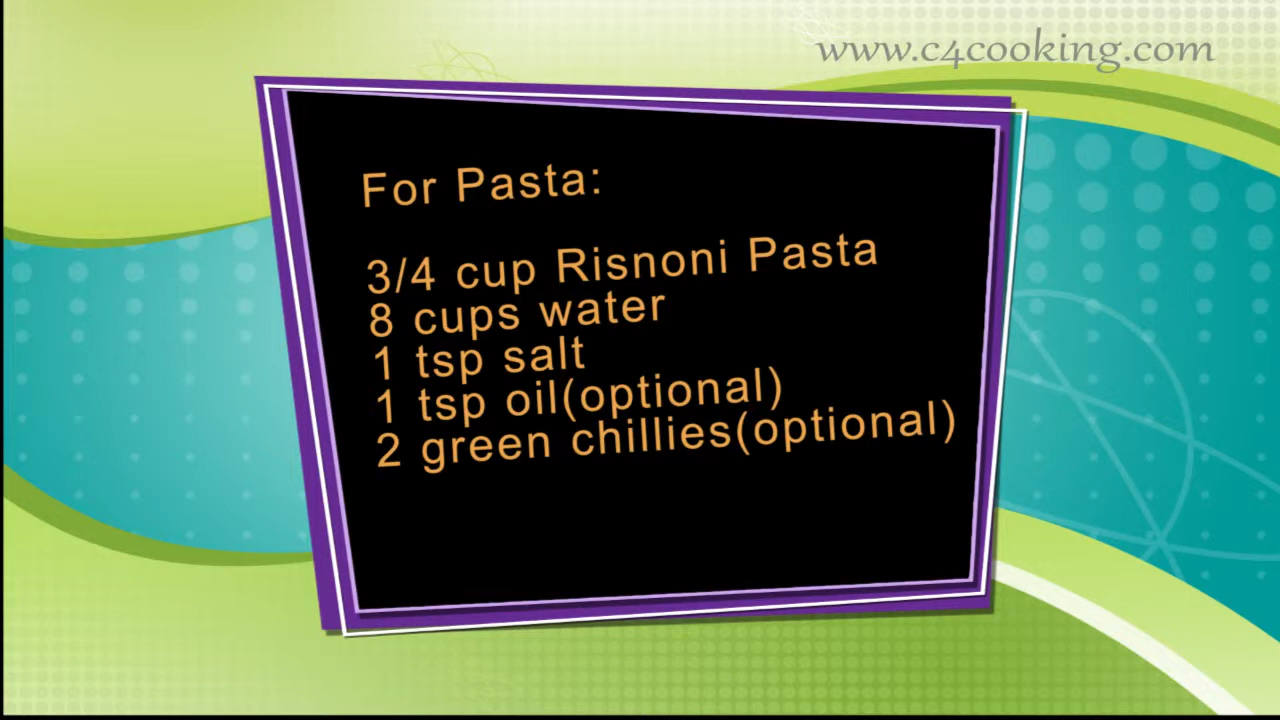 www.c4cooking.com
For Pasta:
3/4 cup Risnoni Pasta
8 cups water
1 tsp salt
1 tsp oil(optional)
2 green chillies(optional)